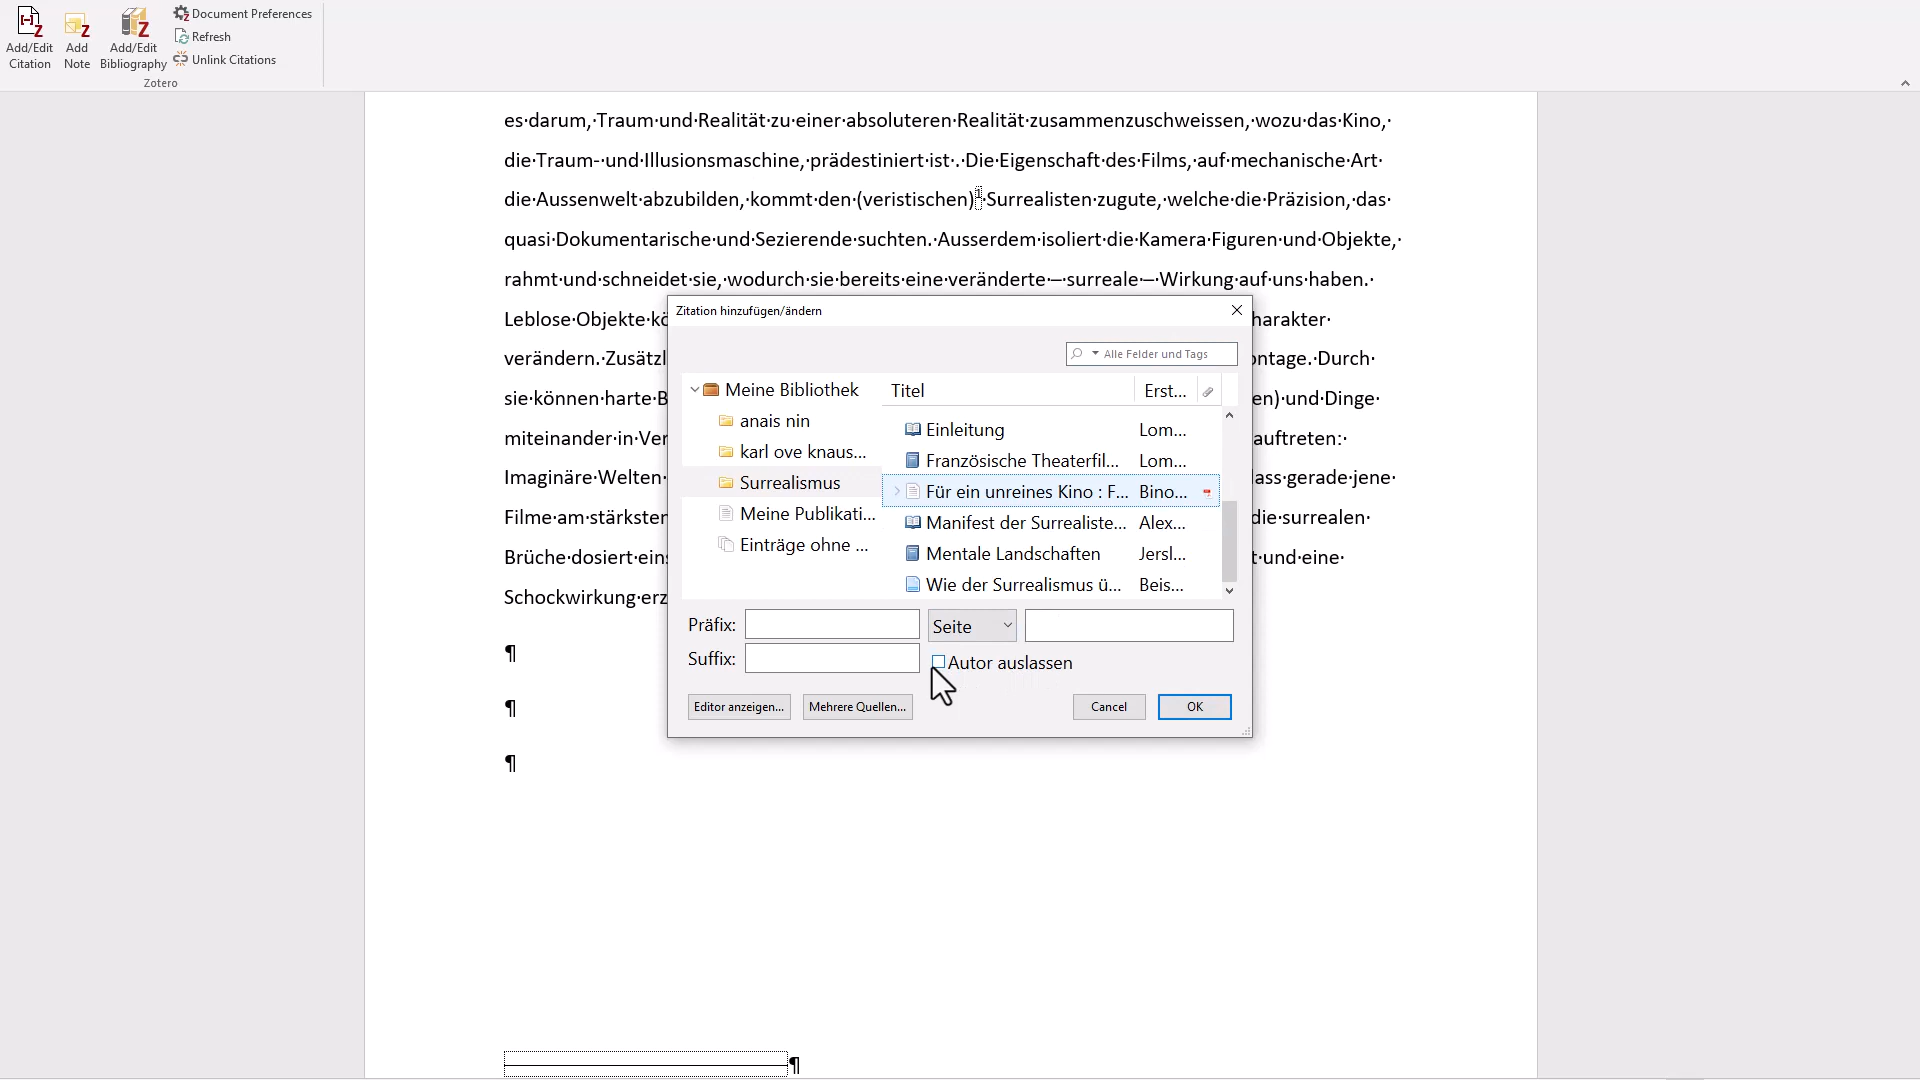 Add/Edit Citation
Add Note
Add/Edit Bibliography
Document Preferences
Refresh
Unlink Citations
Zotero
es·darum,·Traum·und·Realität·zu·einer·absoluteren·Realität·zusammenzuschweissen,·wozu·das·Kino,·
die·Traum-·und·Illusionsmaschine,·prädestiniert·ist·.·Die·Eigenschaft·des·Films,·auf·mechanische·Art·
die·Aussenwelt·abzubilden,·kommt·den·(veristischen)·Surrealisten·zugute,·welche·die·Präzision,·das·
quasi·Dokumentarische·und·Sezierende·suchten.·Ausserdem·isoliert·die·Kamera·Figuren·und·Objekte,·
rahmt·und·schneidet·sie,·wodurch·sie·bereits·eine·veränderte·–·surreale·–·Wirkung·auf·uns·haben.·
Leblose·Objekte·kö harakter·
verändern.·Zusätzl ontage.·Durch·
sie·können·harte·B en)·und·Dinge·
miteinander·in·Ver auftreten:·
Imaginäre·Welten· ass·gerade·jene·
Filme·am·stärksten die·surrealen·
Brüche·dosiert·eins t·und·eine·
Schockwirkung·erz
¶
¶
¶
¶
Zitation hinzufügen/ändern
Alle Felder und Tags
Meine Bibliothek
anais nin
karl ove knaus...
Surrealismus
Meine Publikati...
Einträge ohne ...
Titel Erst...
Einleitung Lom...
Französische Theaterfil... Lom...
Für ein unreines Kino : F... Bino...
Manifest der Surrealiste... Alex...
Mentale Landschaften Jersl...
Wie der Surrealismus ü... Beis...
Präfix: Seite
Suffix: Autor auslassen
Editor anzeigen... Mehrere Quellen... Cancel OK